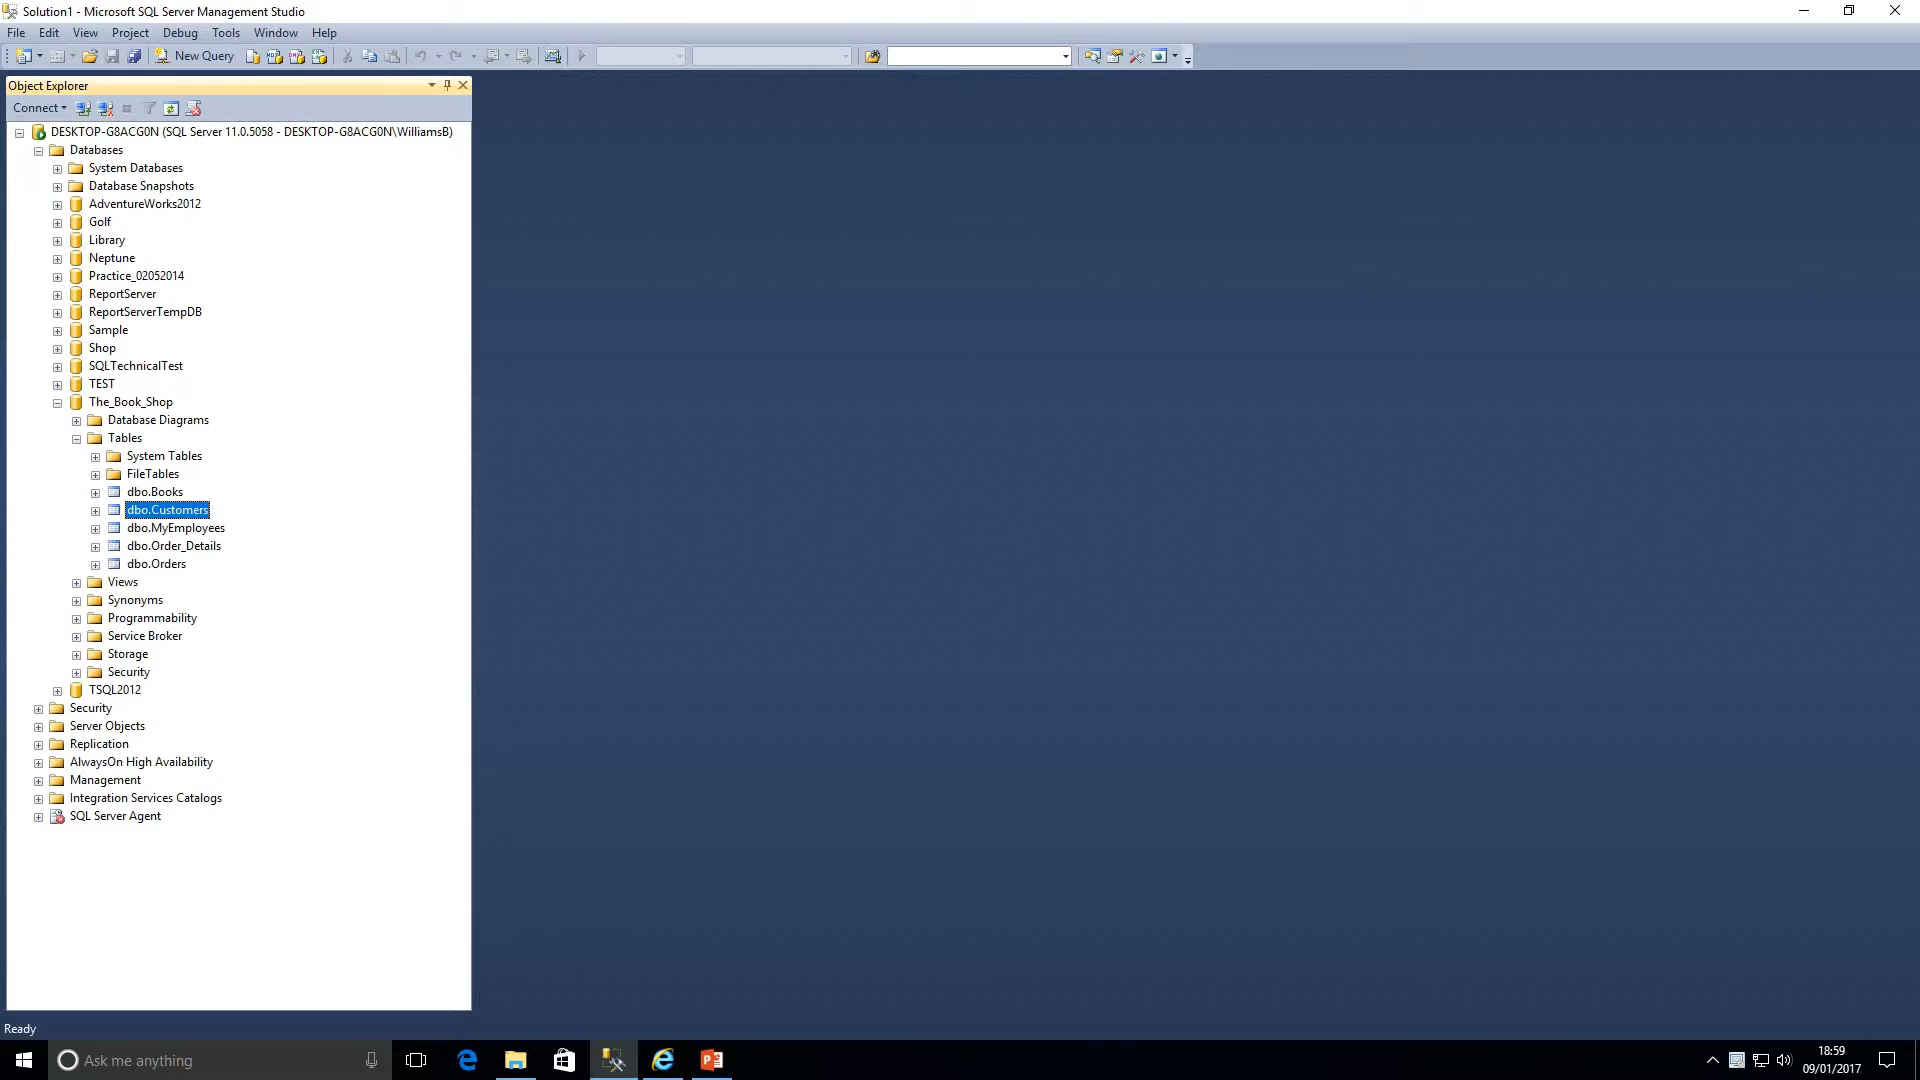 Solution1 - Microsoft SQL Server Management Studio
File Edit View Project Debug Tools Window Help
New Query
Object Explorer
Connect
DESKTOP-G8ACG0N (SQL Server 11.0.5058 - DESKTOP-G8ACG0N\WilliamsB)
Databases
System Databases
Database Snapshots
AdventureWorks2012
Golf
Library
Neptune
Practice_02052014
ReportServer
ReportServerTempDB
Sample
Shop
SQLTechnicalTest
TEST
The_Book_Shop
Database Diagrams
Tables
System Tables
FileTables
dbo.Books
dbo.Customers
dbo.MyEmployees
dbo.Order_Details
dbo.Orders
Views
Synonyms
Programmability
Service Broker
Storage
Security
TSQL2012
Security
Server Objects
Replication
AlwaysOn High Availability
Management
Integration Services Catalogs
SQL Server Agent
Ready
Ask me anything
18:59
09/01/2017